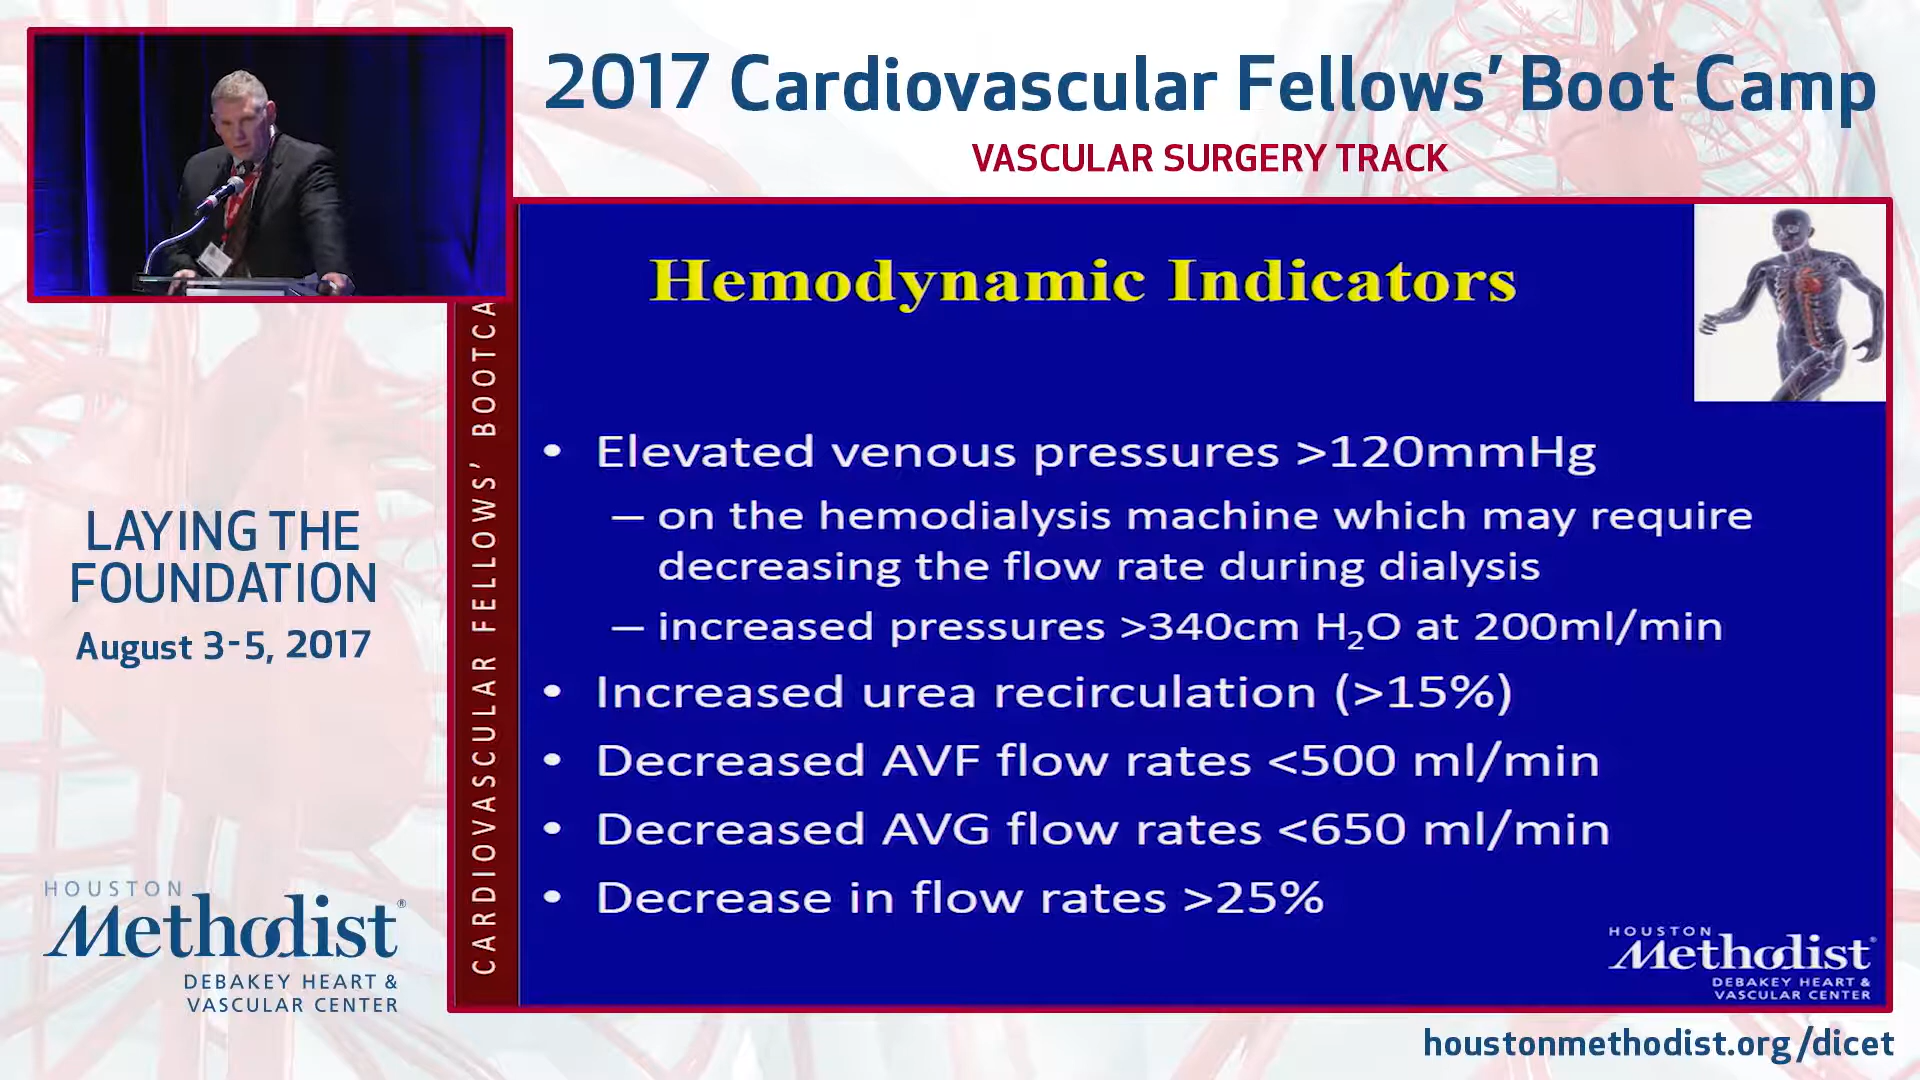 2017 Cardiovascular Fellows' Boot Camp
VASCULAR SURGERY TRACK
LAYING THE
FOUNDATION
August 3-5, 2017
HOUSTON
Methodist®
DEBAKEY HEART &
VASCULAR CENTER
CARDIOVASCULAR FELLOWS' BOOTCA
Hemodynamic Indicators
• Elevated venous pressures >120mmHg
– on the hemodialysis machine which may require
decreasing the flow rate during dialysis
– increased pressures >340cm H₂O at 200ml/min
• Increased urea recirculation (>15%)
• Decreased AVF flow rates <500 ml/min
• Decreased AVG flow rates <650 ml/min
• Decrease in flow rates >25%
HOUSTON
Methodist®
DEBAKEY HEART &
VASCULAR CENTER
houstonmethodist.org/dicet